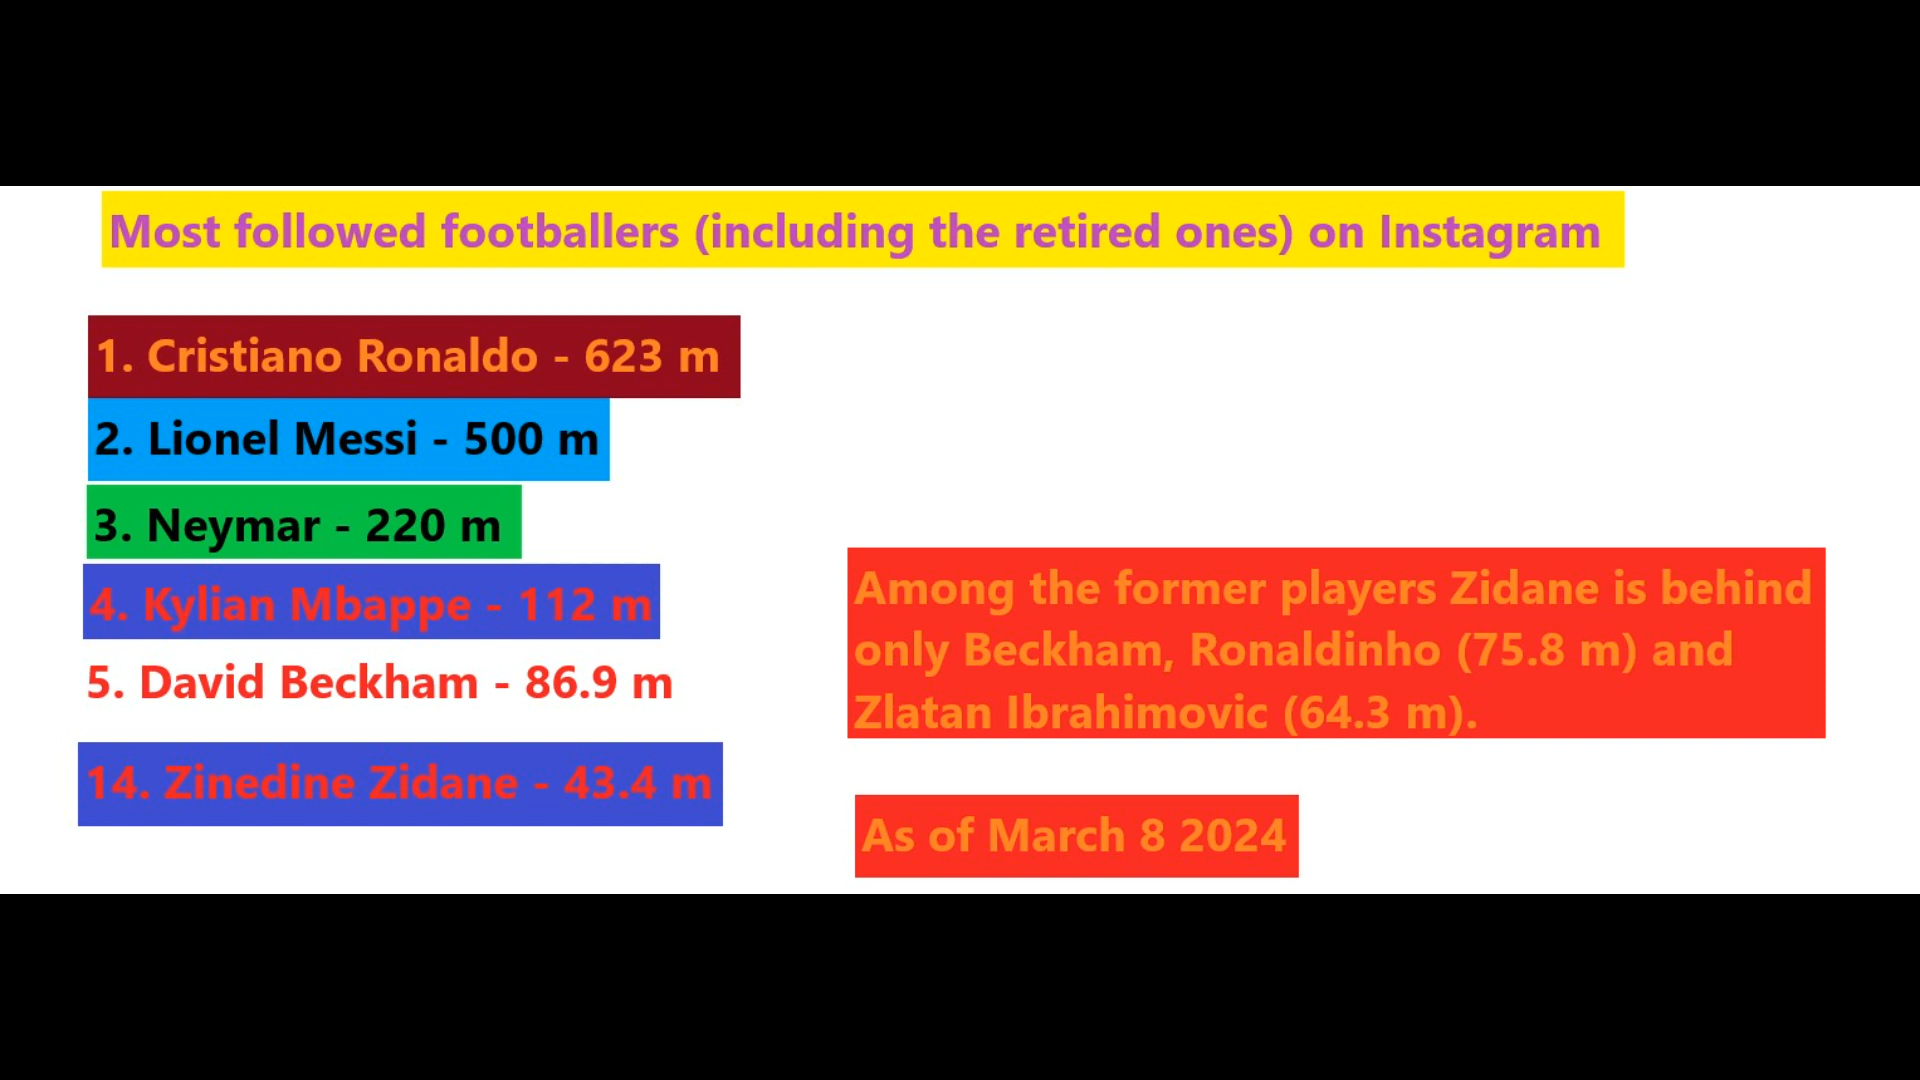 Most followed footballers (including the retired ones) on Instagram
1. Cristiano Ronaldo - 623 m
2. Lionel Messi - 500 m
3. Neymar - 220 m
4. Kylian Mbappe - 112 m
5. David Beckham - 86.9 m
14. Zinedine Zidane - 43.4 m
Among the former players Zidane is behind
only Beckham, Ronaldinho (75.8 m) and
Zlatan Ibrahimovic (64.3 m).
As of March 8 2024